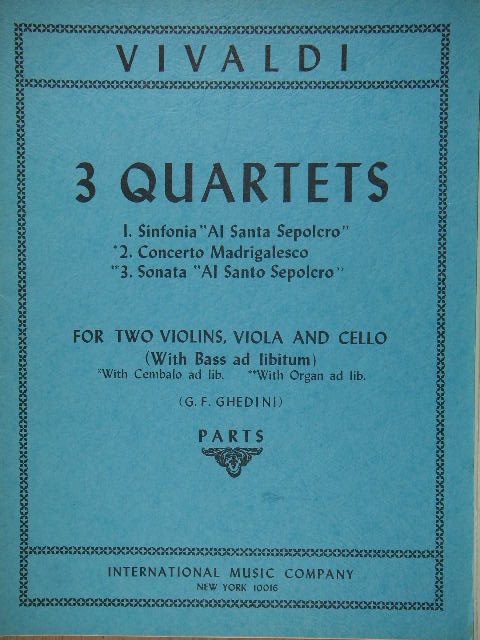 VIVALDI
3 QUARTETS
1. Sinfonia "Al Santa Sepolcro"
*2. Concerto Madrigalesco
**3. Sonata "Al Santo Sepolcro"
FOR TWO VIOLINS, VIOLA AND CELLO
(With Bass ad libitum)
*With Cembalo ad lib. **With Organ ad lib.
(G. F. GHEDINI)
PARTS
INTERNATIONAL MUSIC COMPANY
NEW YORK 10016